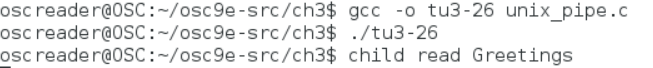 oscreader@OSC:~/osc9e-src/ch3$ gcc -o tu3-26 unix_pipe.c
oscreader@OSC:~/osc9e-src/ch3$ ./tu3-26
oscreader@OSC:~/osc9e-src/ch3$ child read Greetings